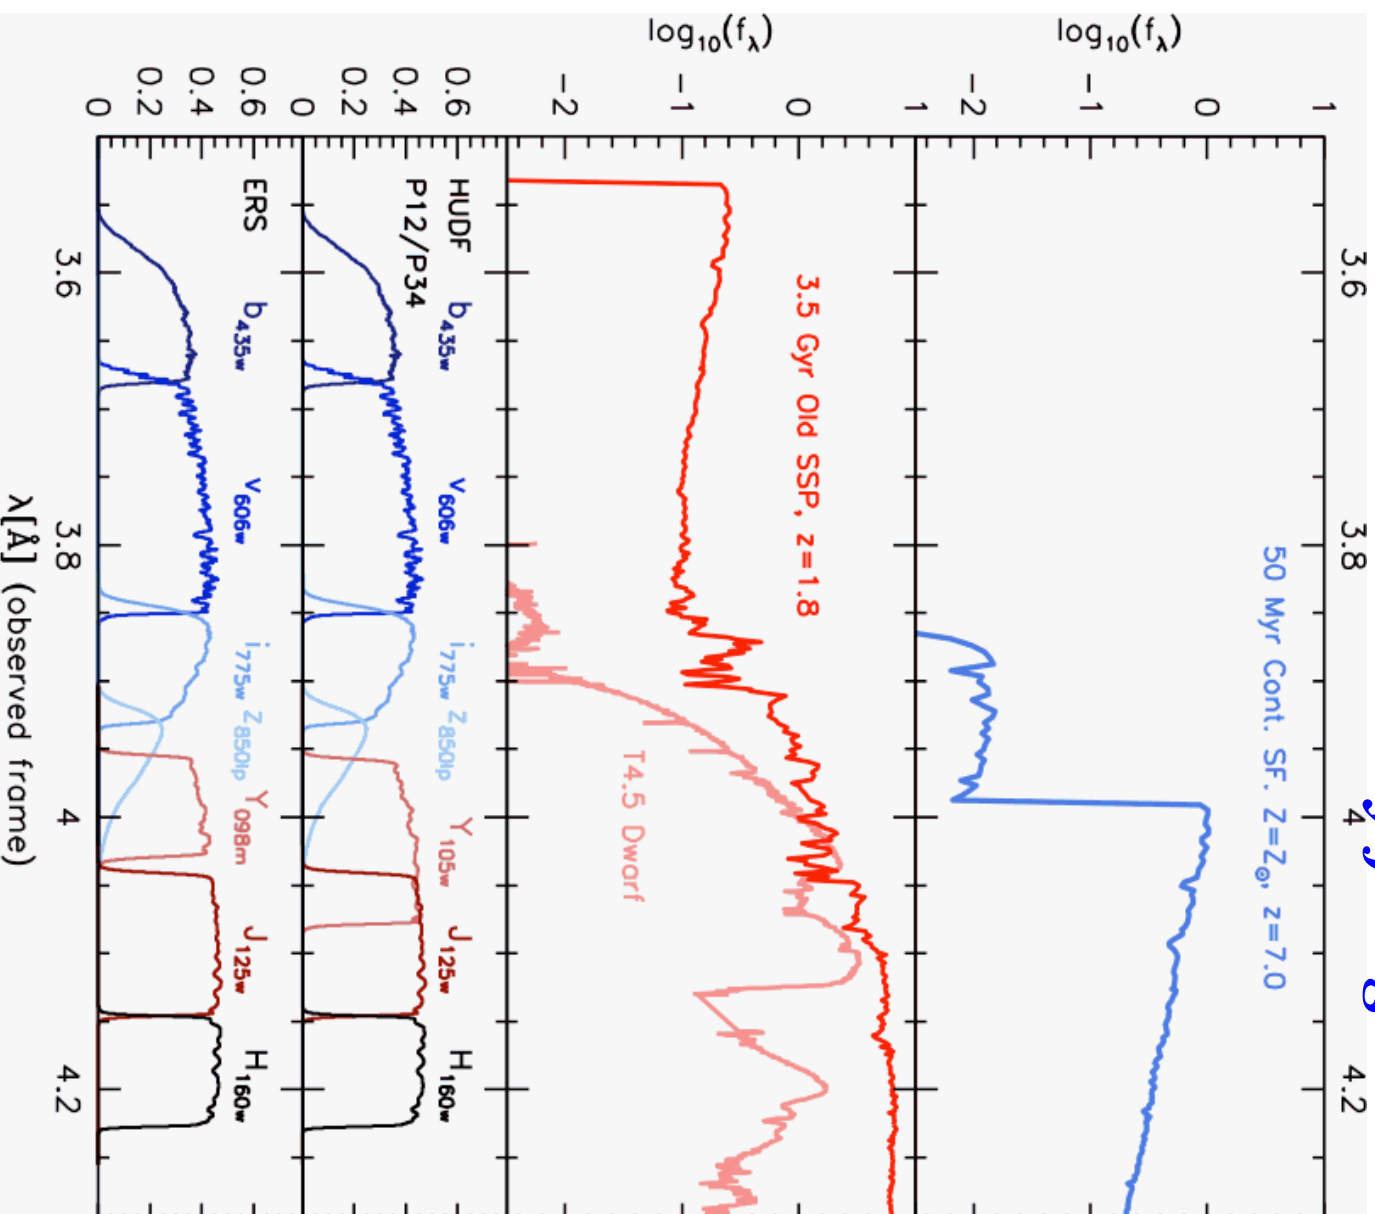 3.6 3.8 4 4.2
log₁₀(fλ)
1
0
-1
-2
50 Myr Cont. SF. Z=Z⊙, z=7.0
log₁₀(fλ)
1
0
-1
-2
3.5 Gyr Old SSP, z=1.8
T4.5 Dwarf
0.6
0.4
0.2
0
HUDF
P12/P34
b435w v606w i775w z850lp Y105w J125w H160w
0.6
0.4
0.2
0
ERS
b435w v606w i775w z850lp Y098m J125w H160w
3.6 3.8 4 4.2
λ[Å] (observed frame)